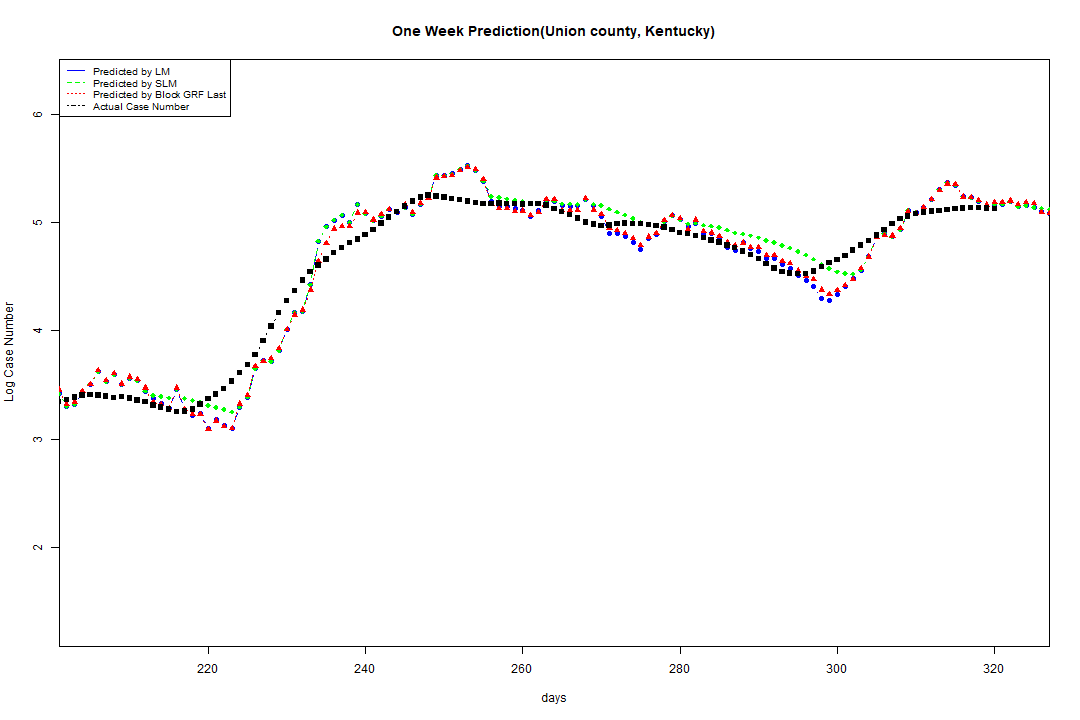 One Week Prediction(Union county, Kentucky)
Predicted by LM
Predicted by SLM
Predicted by Block GRF Last
Actual Case Number
6
5
4
3
2
Log Case Number
220 240 260 280 300 320
days